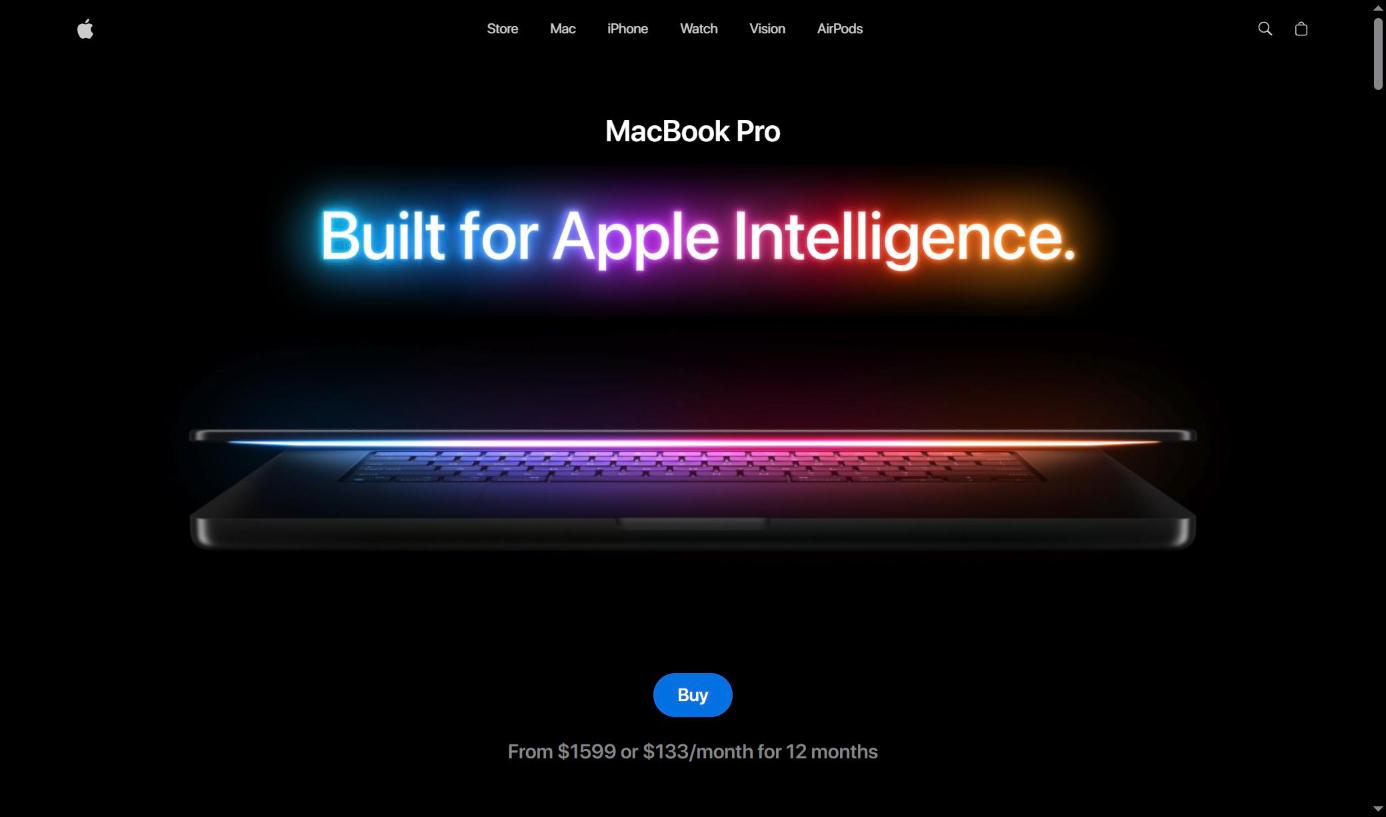 Store Mac iPhone Watch Vision AirPods
MacBook Pro
Built for Apple Intelligence.
Buy
From $1599 or $133/month for 12 months